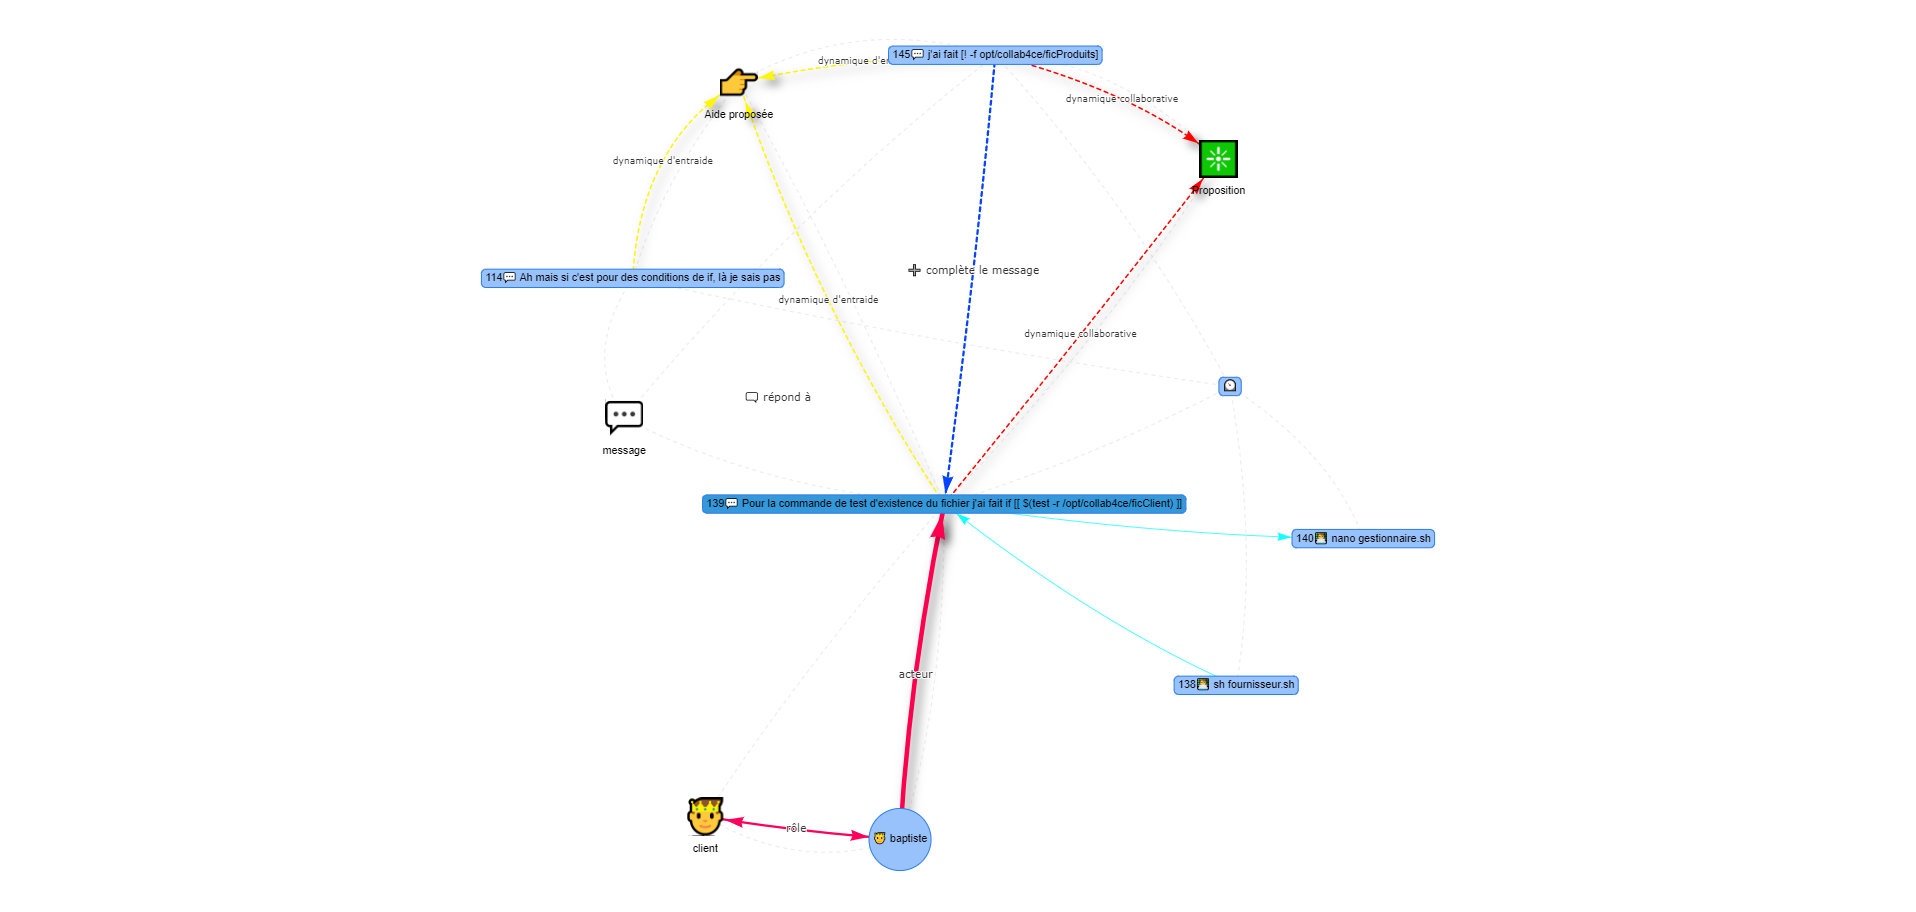 145 j'ai fait [! -f opt/collab4ce/ficProduits]
dynamique d'e
Aide proposée
dynamique collaborative
dynamique d'entraide
Proposition
complète le message
114 Ah mais si c'est pour des conditions de if, là je sais pas
dynamique d'entraide
dynamique collaborative
répond à
message
139 Pour la commande de test d'existence du fichier j'ai fait if [[ $(test -r /opt/collab4ce/ficClient) ]]
140 nano gestionnaire.sh
acteur
138 sh fournisseur.sh
rôle
baptiste
client